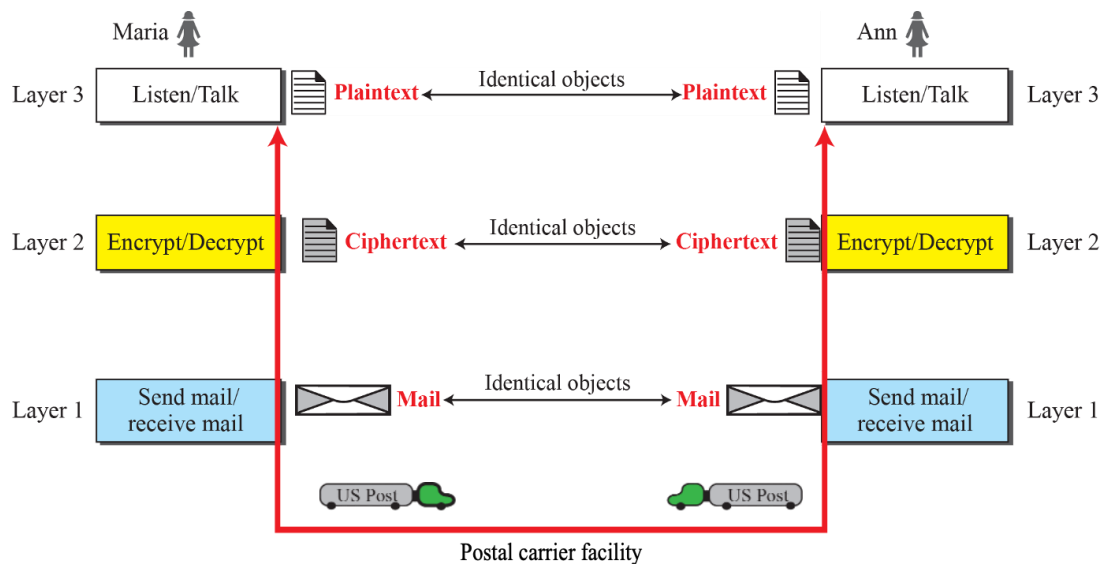 Maria
Ann
Layer 3
Listen/Talk
Plaintext
Identical objects
Plaintext
Listen/Talk
Layer 3
Layer 2
Encrypt/Decrypt
Ciphertext
Identical objects
Ciphertext
Encrypt/Decrypt
Layer 2
Layer 1
Send mail/
receive mail
Mail
Identical objects
Mail
Send mail/
receive mail
Layer 1
US Post
US Post
Postal carrier facility